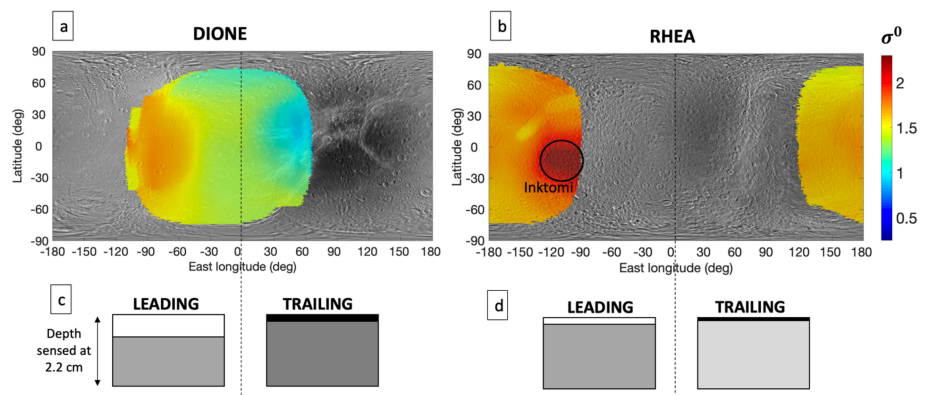 a
DIONE
b
RHEA
σ⁰
90
60
30
0
-30
-60
-90
Latitude (deg)
-180 -150 -120 -90 -60 -30 0 30 60 90 120 150 180
East longitude (deg)
90
60
30
0
-30
-60
-90
Latitude (deg)
Inktomi
-180 -150 -120 -90 -60 -30 0 30 60 90 120 150 180
East longitude (deg)
2
1.5
1
0.5
c
LEADING
TRAILING
Depth
sensed at
2.2 cm
d
LEADING
TRAILING